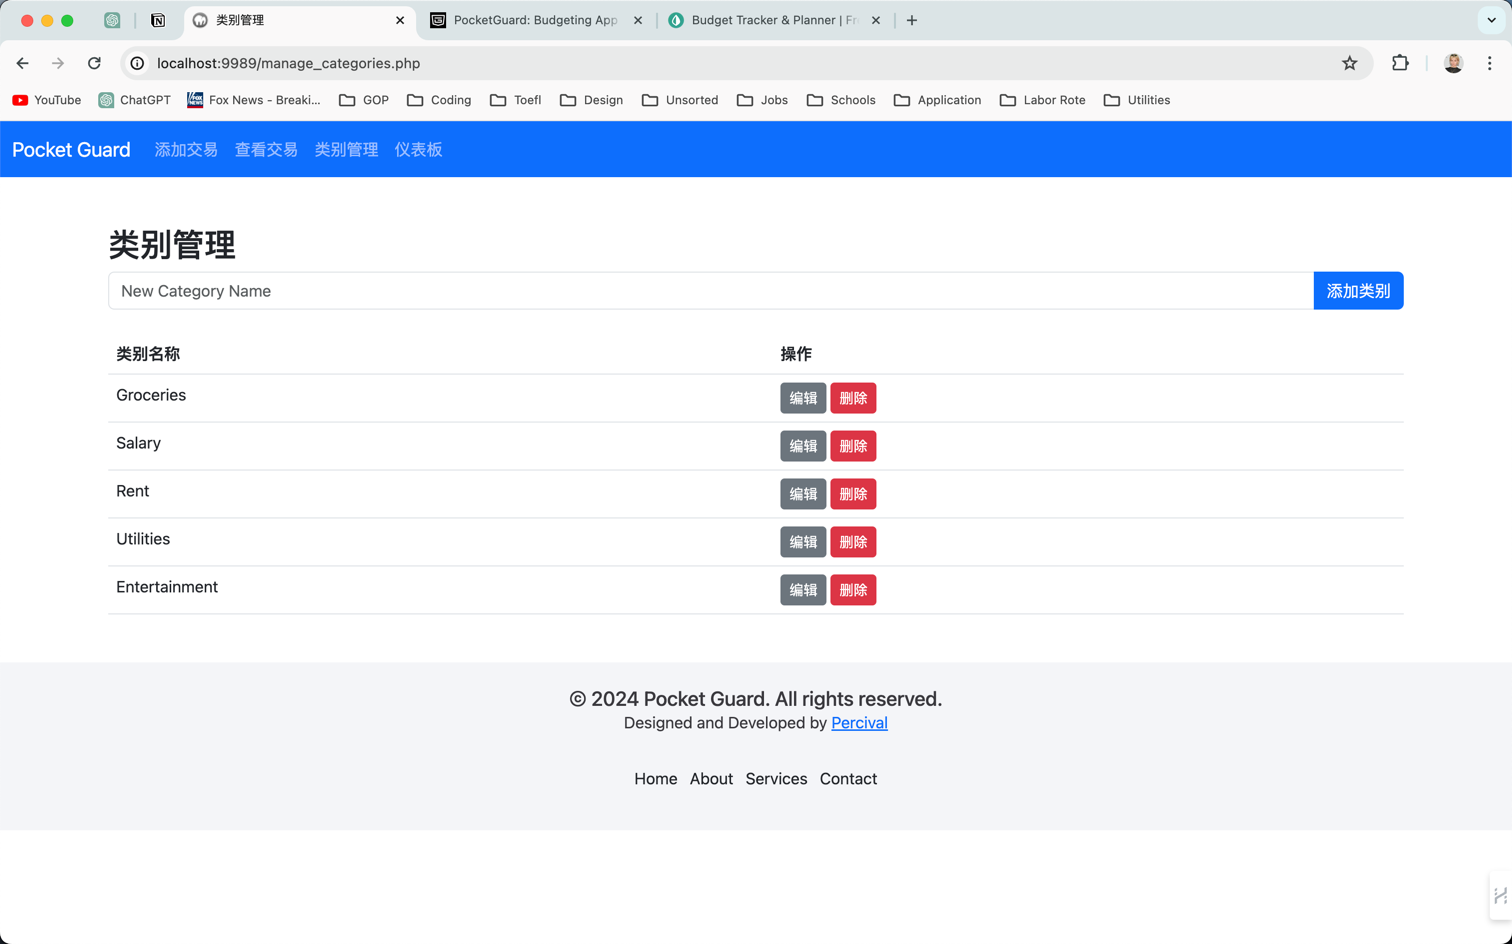 类别管理
PocketGuard: Budgeting App
Budget Tracker & Planner | Fr
localhost:9989/manage_categories.php
YouTube ChatGPT Fox News - Breaki... GOP Coding Toefl Design Unsorted Jobs Schools Application Labor Rote Utilities
Pocket Guard 添加交易 查看交易 类别管理 仪表板
类别管理
New Category Name 添加类别
类别名称 操作
Groceries 编辑 删除
Salary 编辑 删除
Rent 编辑 删除
Utilities 编辑 删除
Entertainment 编辑 删除
© 2024 Pocket Guard. All rights reserved.
Designed and Developed by Percival
Home About Services Contact